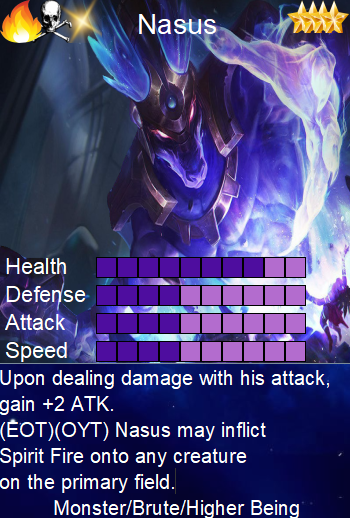 Nasus
Health
Defense
Attack
Speed
Upon dealing damage with his attack,
gain +2 ATK.
(EOT)(OYT) Nasus may inflict
Spirit Fire onto any creature
on the primary field.
Monster/Brute/Higher Being